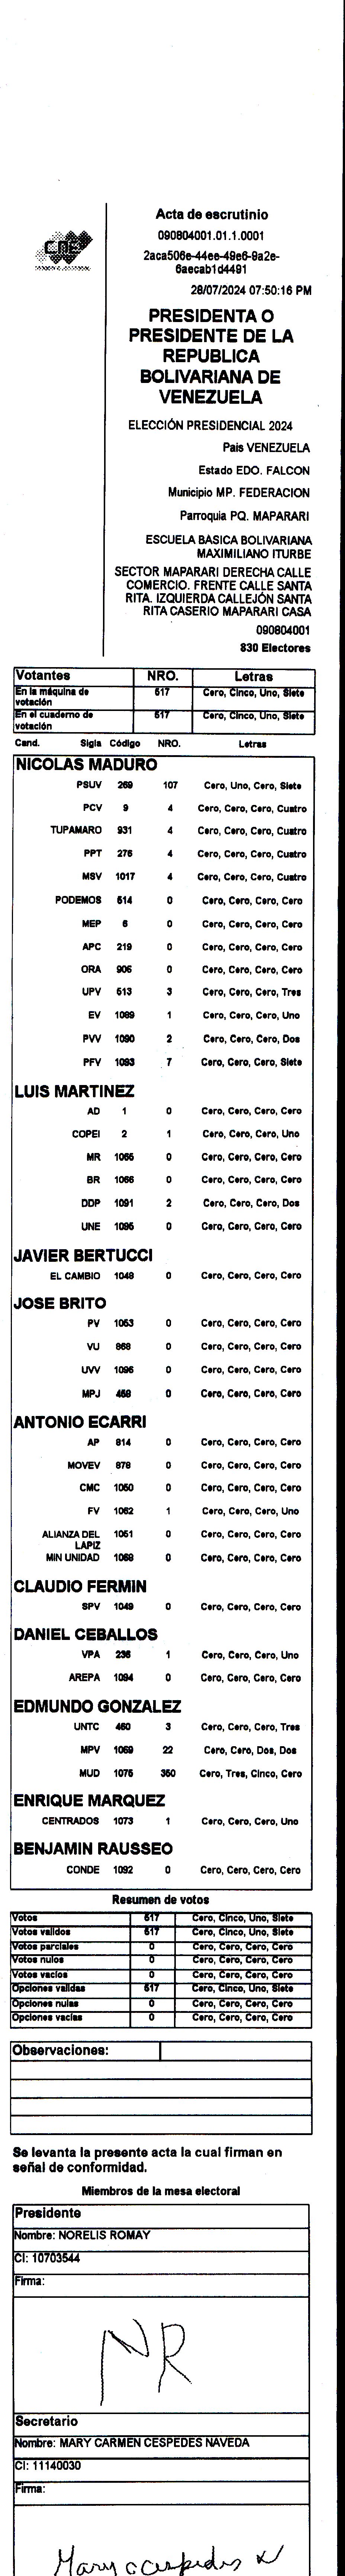 CNE
Acta de escrutinio
090804001.01.1.0001
2aca506e-44ee-49e6-9a2e-
6aecab1d4491
28/07/2024 07:50:16 PM
PRESIDENTA O
PRESIDENTE DE LA
REPUBLICA
BOLIVARIANA DE
VENEZUELA
ELECCIÓN PRESIDENCIAL 2024
Pais VENEZUELA
Estado EDO. FALCON
Municipio MP. FEDERACION
Parroquia PQ. MAPARARI
ESCUELA BASICA BOLIVARIANA
MAXIMILIANO ITURBE
SECTOR MAPARARI DERECHA CALLE
COMERCIO. FRENTE CALLE SANTA
RITA. IZQUIERDA CALLEJÓN SANTA
RITA CASERIO MAPARARI CASA
090804001
830 Electores
Votantes NRO. Letras
En la máquina de votación 517 Cero, Cinco, Uno, Siete
En el cuaderno de votación 517 Cero, Cinco, Uno, Siete
Cand. Sigla Código NRO. Letras
NICOLAS MADURO
PSUV 269 107 Cero, Uno, Cero, Siete
PCV 9 4 Cero, Cero, Cero, Cuatro
TUPAMARO 931 4 Cero, Cero, Cero, Cuatro
PPT 276 4 Cero, Cero, Cero, Cuatro
MSV 1017 4 Cero, Cero, Cero, Cuatro
PODEMOS 514 0 Cero, Cero, Cero, Cero
MEP 6 0 Cero, Cero, Cero, Cero
APC 219 0 Cero, Cero, Cero, Cero
ORA 906 0 Cero, Cero, Cero, Cero
UPV 513 3 Cero, Cero, Cero, Tres
EV 1089 1 Cero, Cero, Cero, Uno
PVV 1090 2 Cero, Cero, Cero, Dos
PFV 1093 7 Cero, Cero, Cero, Siete
LUIS MARTINEZ
AD 1 0 Cero, Cero, Cero, Cero
COPEI 2 1 Cero, Cero, Cero, Uno
MR 1065 0 Cero, Cero, Cero, Cero
BR 1066 0 Cero, Cero, Cero, Cero
DDP 1091 2 Cero, Cero, Cero, Dos
UNE 1095 0 Cero, Cero, Cero, Cero
JAVIER BERTUCCI
EL CAMBIO 1048 0 Cero, Cero, Cero, Cero
JOSE BRITO
PV 1053 0 Cero, Cero, Cero, Cero
VU 868 0 Cero, Cero, Cero, Cero
UVV 1096 0 Cero, Cero, Cero, Cero
MPJ 459 0 Cero, Cero, Cero, Cero
ANTONIO ECARRI
AP 814 0 Cero, Cero, Cero, Cero
MOVEV 878 0 Cero, Cero, Cero, Cero
CMC 1050 0 Cero, Cero, Cero, Cero
FV 1062 1 Cero, Cero, Cero, Uno
ALIANZA DEL LAPIZ 1051 0 Cero, Cero, Cero, Cero
MIN UNIDAD 1068 0 Cero, Cero, Cero, Cero
CLAUDIO FERMIN
SPV 1049 0 Cero, Cero, Cero, Cero
DANIEL CEBALLOS
VPA 236 1 Cero, Cero, Cero, Uno
AREPA 1094 0 Cero, Cero, Cero, Cero
EDMUNDO GONZALEZ
UNTC 460 3 Cero, Cero, Cero, Tres
MPV 1069 22 Cero, Cero, Dos, Dos
MUD 1075 350 Cero, Tres, Cinco, Cero
ENRIQUE MARQUEZ
CENTRADOS 1073 1 Cero, Cero, Cero, Uno
BENJAMIN RAUSSEO
CONDE 1092 0 Cero, Cero, Cero, Cero
Resumen de votos
Votos 517 Cero, Cinco, Uno, Siete
Votos validos 517 Cero, Cinco, Uno, Siete
Votos parciales 0 Cero, Cero, Cero, Cero
Votos nulos 0 Cero, Cero, Cero, Cero
Votos vacios 0 Cero, Cero, Cero, Cero
Opciones validas 517 Cero, Cinco, Uno, Siete
Opciones nulas 0 Cero, Cero, Cero, Cero
Opciones vacias 0 Cero, Cero, Cero, Cero
Observaciones:
Se levanta la presente acta la cual firman en
señal de conformidad.
Miembros de la mesa electoral
Presidente
Nombre: NORELIS ROMAY
CI: 10703544
Firma:
NR
Secretario
Nombre: MARY CARMEN CESPEDES NAVEDA
CI: 11140030
Firma:
Mary c cespedes N